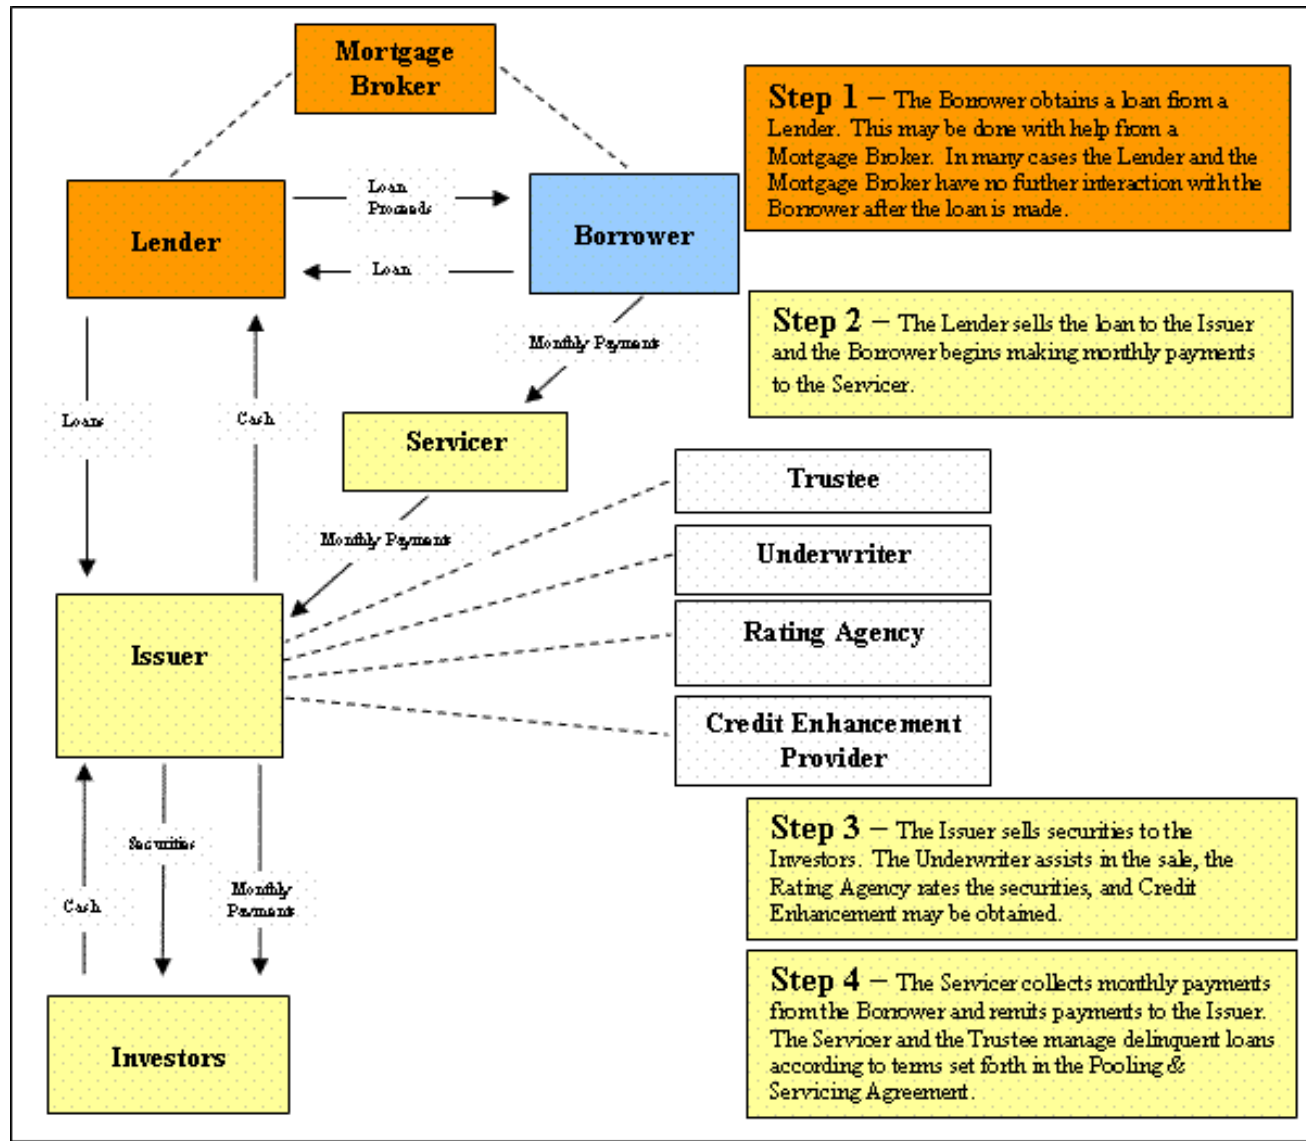 Mortgage
Broker
Step 1 – The Borrower obtains a loan from a
Lender. This may be done with help from a
Mortgage Broker. In many cases the Lender and the
Mortgage Broker have no further interaction with the
Borrower after the loan is made.
Lender
Loan
Proceeds
Loan
Borrower
Step 2 – The Lender sells the loan to the Issuer
and the Borrower begins making monthly payments
to the Servicer.
Monthly Payments
Loans
Cash
Servicer
Monthly Payments
Trustee
Underwriter
Rating Agency
Credit Enhancement
Provider
Issuer
Step 3 – The Issuer sells securities to the
Investors. The Underwriter assists in the sale, the
Rating Agency rates the securities, and Credit
Enhancement may be obtained.
Securities
Monthly
Payments
Cash
Step 4 – The Servicer collects monthly payments
from the Borrower and remits payments to the Issuer.
The Servicer and the Trustee manage delinquent loans
according to terms set forth in the Pooling &
Servicing Agreement.
Investors